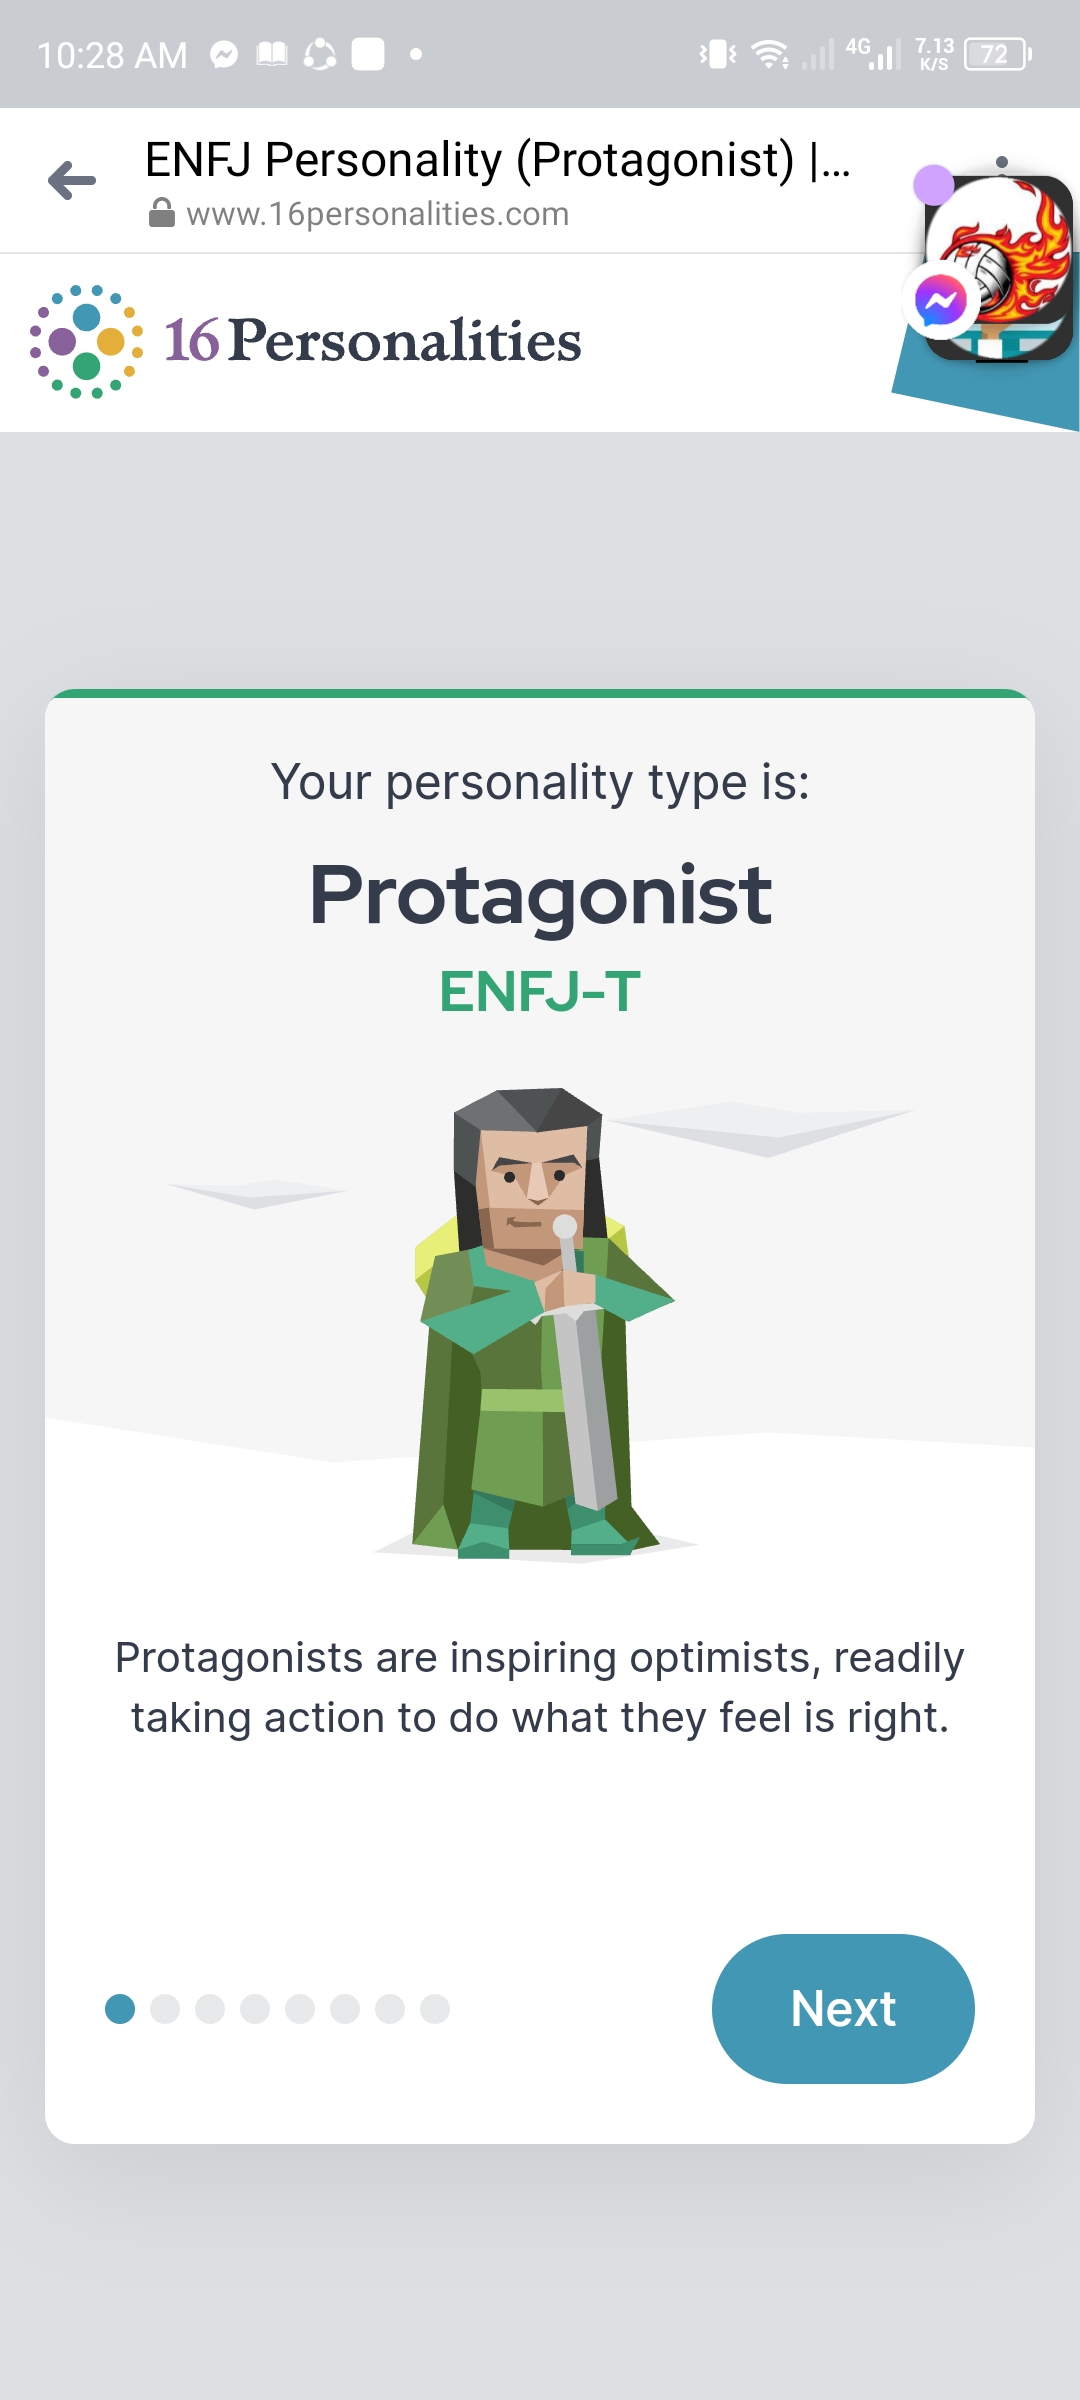 10:28 AM
4G
7.13
K/S
72
ENFJ Personality (Protagonist) |...
www.16personalities.com
16Personalities
Your personality type is:
Protagonist
ENFJ-T
Protagonists are inspiring optimists, readily
taking action to do what they feel is right.
Next